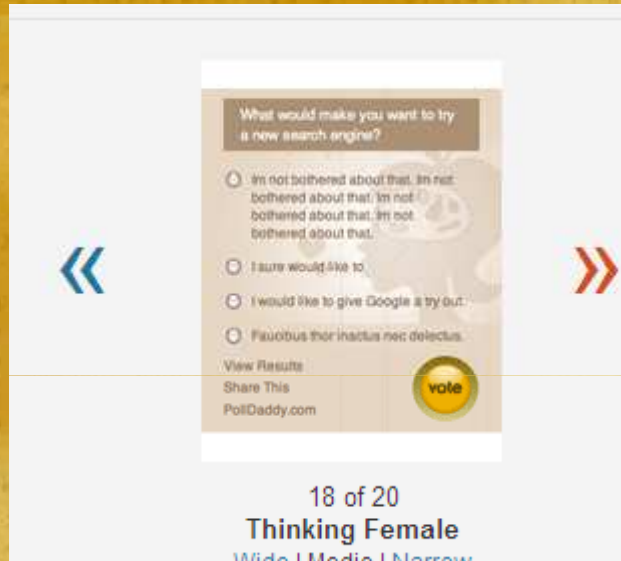 What would make you want to try
a new search engine?
Im not bothered about that. Im not
bothered about that. Im not
bothered about that. Im not
bothered about that.
I sure would like to.
I would like to give Google a try out.
Faucibus thor inactus nec delectus.
View Results
Share This
PollDaddy.com
vote
«
»
18 of 20
Thinking Female
Wide | Medio | Narrow